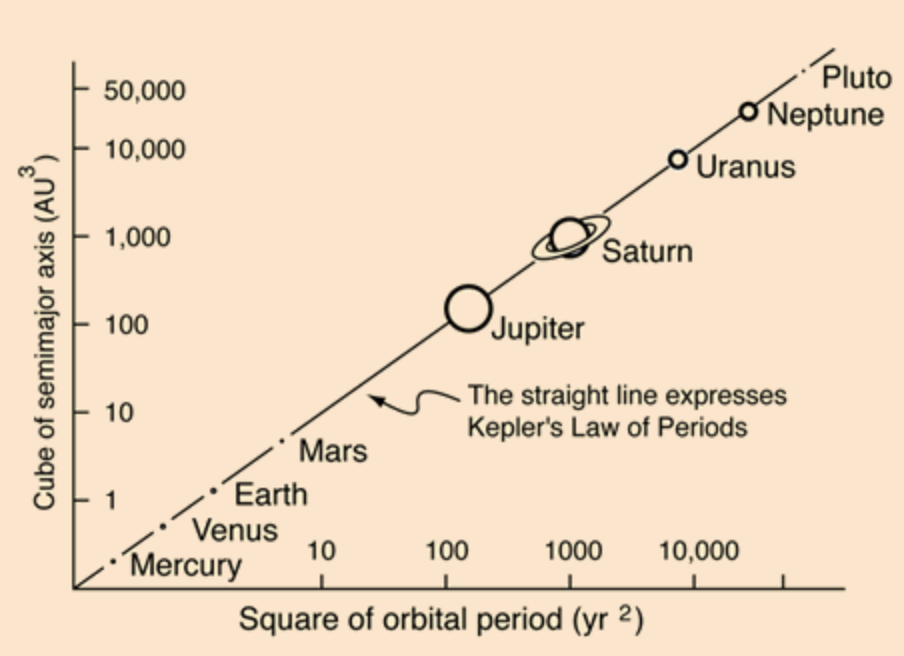 50,000
10,000
1,000
100
10
1
Cube of semimajor axis (AU³)
Pluto
Neptune
Uranus
Saturn
Jupiter
The straight line expresses
Kepler's Law of Periods
Mars
Earth
Venus
Mercury
10 100 1000 10,000
Square of orbital period (yr ²)